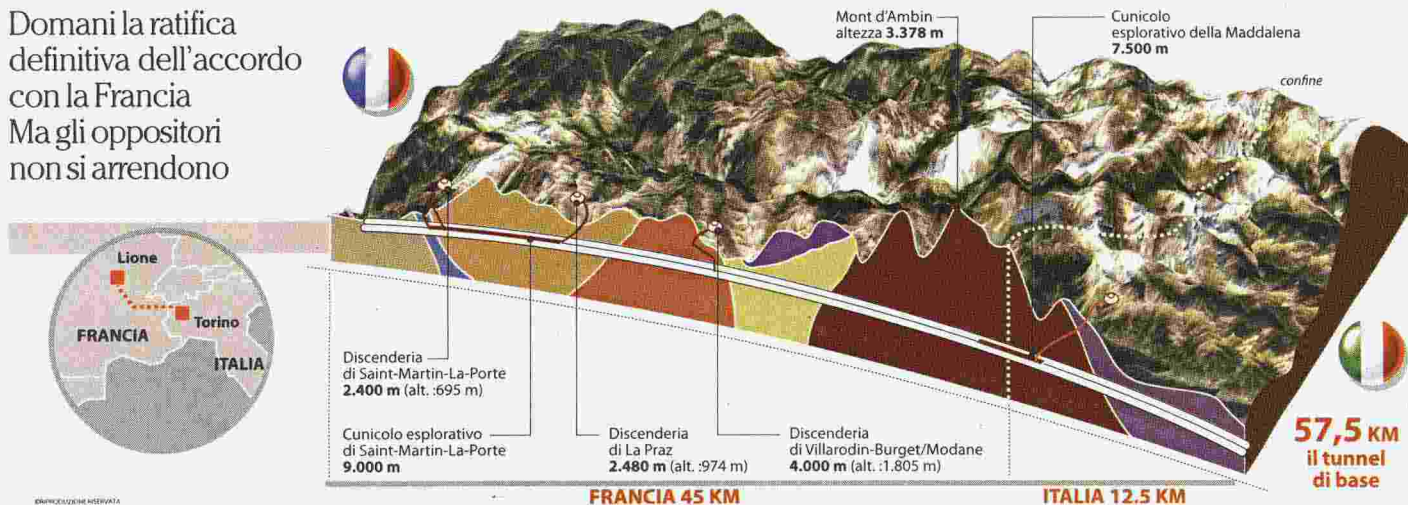 Domani la ratifica
definitiva dell'accordo
con la Francia
Ma gli oppositori
non si arrendono
Mont d'Ambin
altezza 3.378 m
Cunicolo
esplorativo della Maddalena
7.500 m
confine
Lione
Torino
FRANCIA
ITALIA
Discenderia
di Saint-Martin-La-Porte
2.400 m (alt. :695 m)
Cunicolo esplorativo
di Saint-Martin-La-Porte
9.000 m
Discenderia
di La Praz
2.480 m (alt. :974 m)
Discenderia
di Villarodin-Burget/Modane
4.000 m (alt. :1.805 m)
57,5 KM
il tunnel
di base
FRANCIA 45 KM
ITALIA 12.5 KM
©RIPRODUZIONE RISERVATA